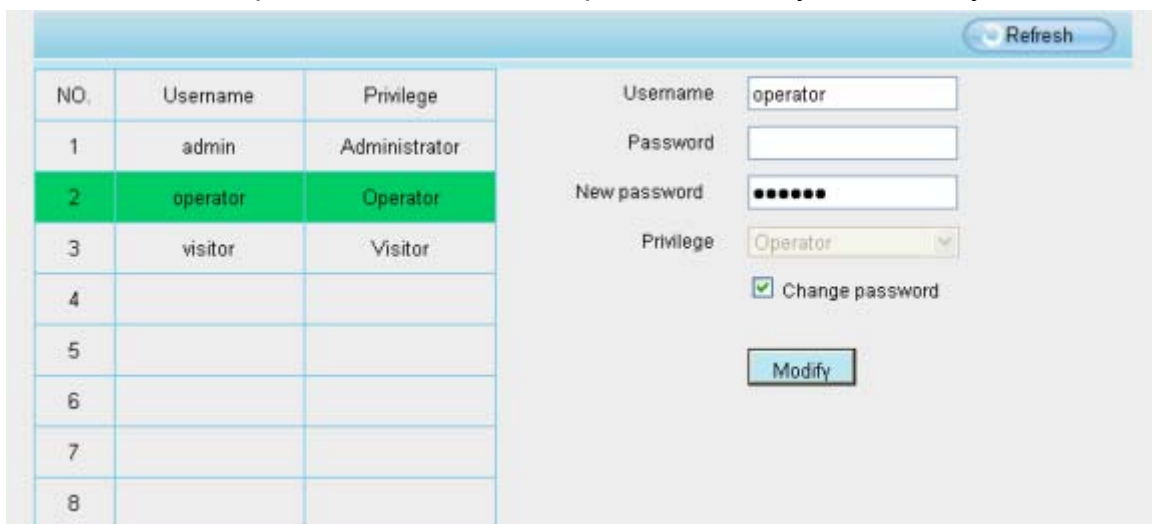 Refresh
NO. Username Privilege
1 admin Administrator
2 operator Operator
3 visitor Visitor
4
5
6
7
8
Username operator
Password
New password ●●●●●●
Privilege Operator
Change password
Modify